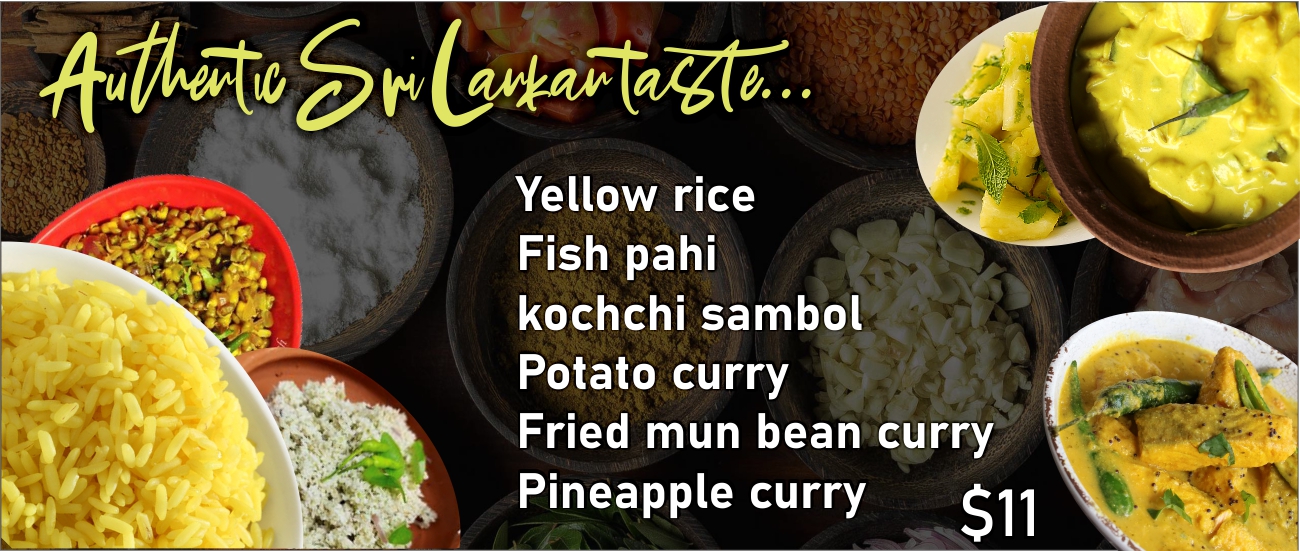 Authentic Sri Lankan taste...
Yellow rice
Fish pahi
kochchi sambol
Potato curry
Fried mun bean curry
Pineapple curry
$11